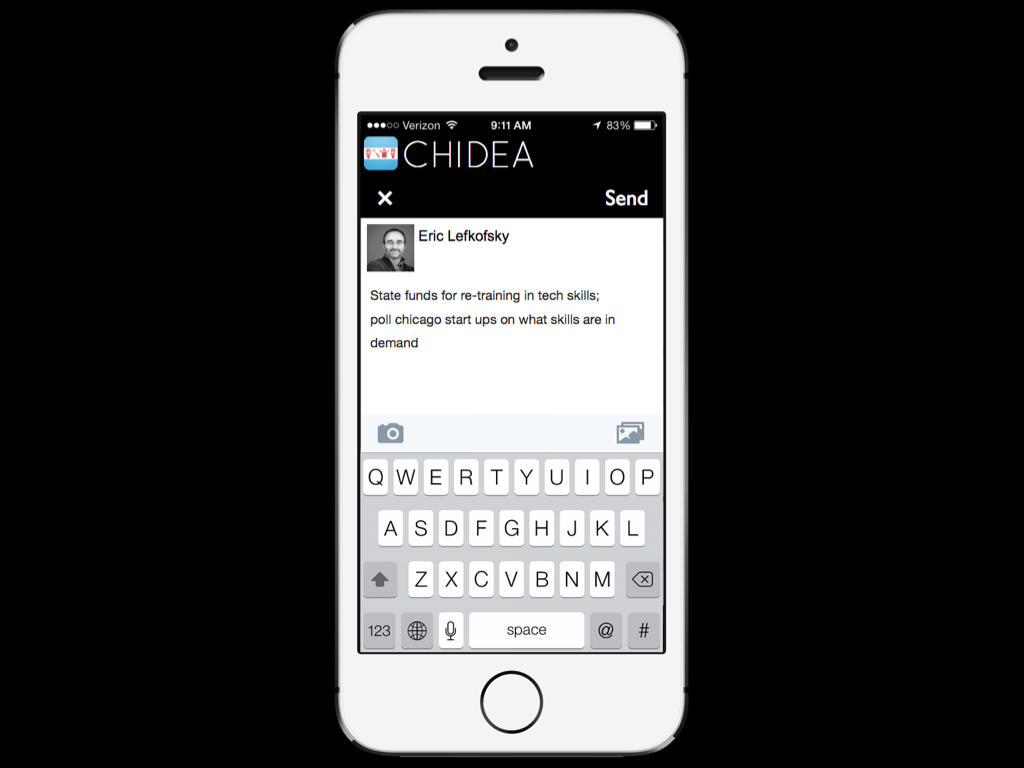 Verizon 9:11 AM 83%
CHIDEA
× Send
Eric Lefkofsky
State funds for re-training in tech skills;
poll chicago start ups on what skills are in
demand
Q W E R T Y U I O P
A S D F G H J K L
Z X C V B N M
123 space @ #